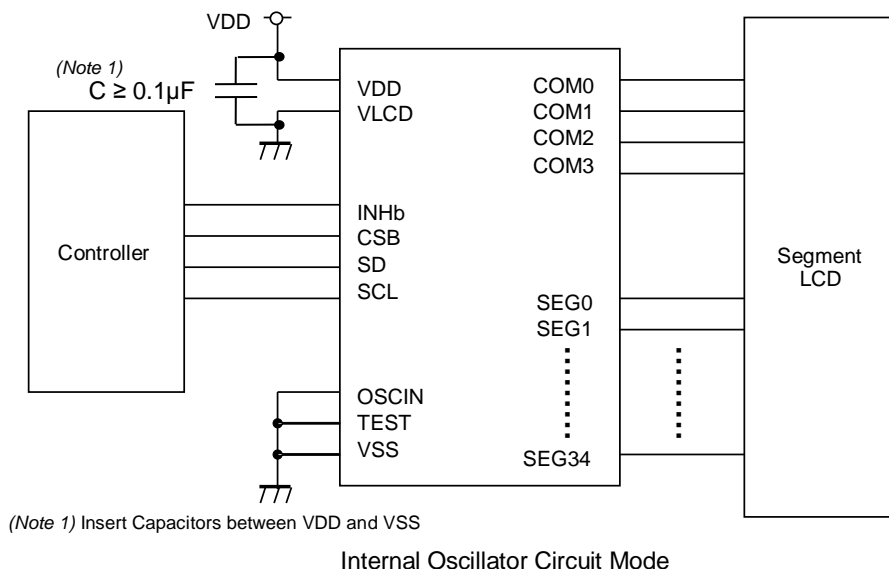 VDD
(Note 1)
C ≥ 0.1µF
Controller
VDD
VLCD
INHb
CSB
SD
SCL
OSCIN
TEST
VSS
COM0
COM1
COM2
COM3
SEG0
SEG1
SEG34
Segment
LCD
(Note 1) Insert Capacitors between VDD and VSS
Internal Oscillator Circuit Mode